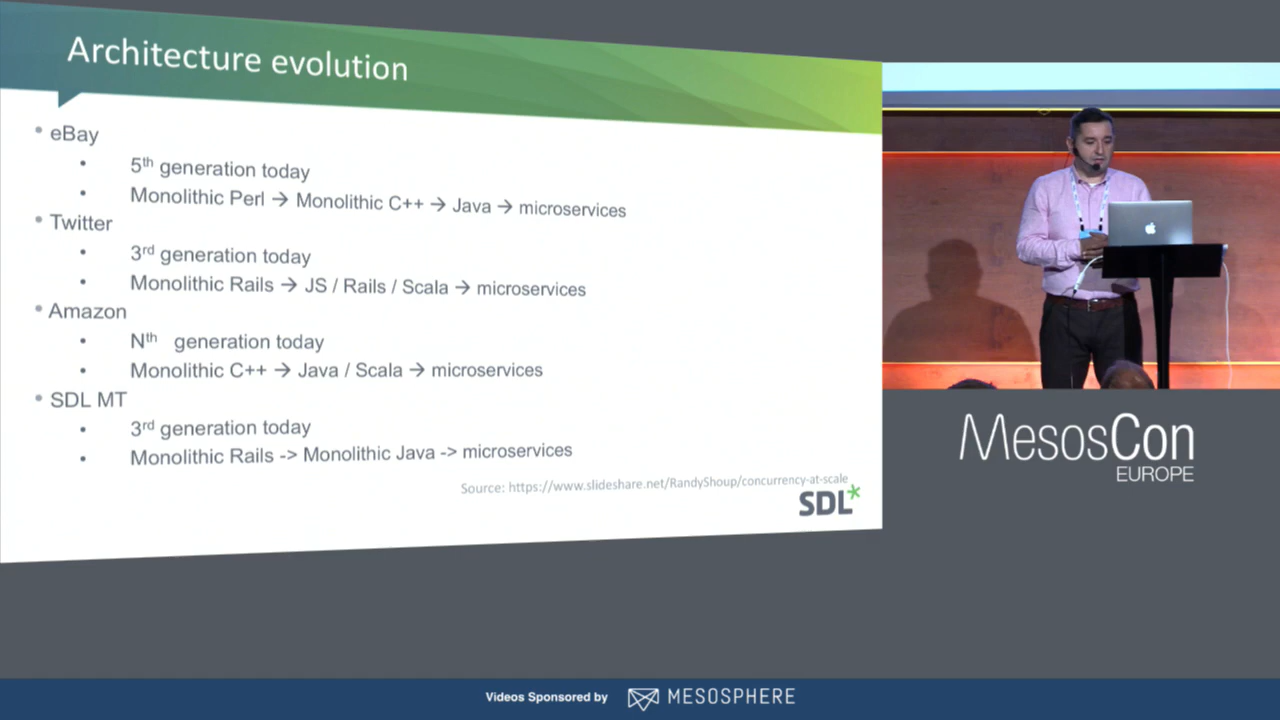 Architecture evolution
• eBay
• 5th generation today
• Monolithic Perl → Monolithic C++ → Java → microservices
• Twitter
• 3rd generation today
• Monolithic Rails → JS / Rails / Scala → microservices
• Amazon
• Nth generation today
• Monolithic C++ → Java / Scala → microservices
• SDL MT
• 3rd generation today
• Monolithic Rails -> Monolithic Java -> microservices
Source: https://www.slideshare.net/RandyShoup/concurrency-at-scale
SDL*
MesosCon
EUROPE
Videos Sponsored by MESOSPHERE